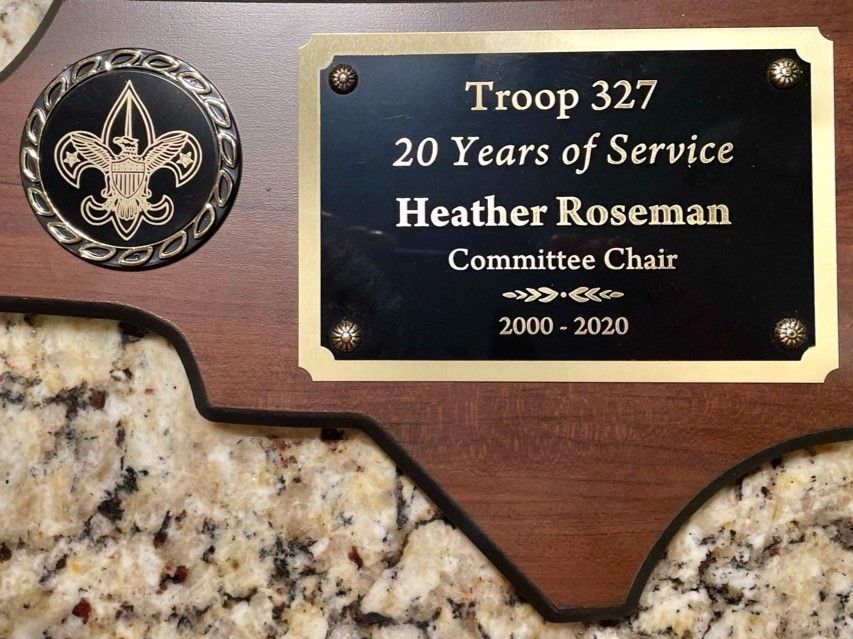 Troop 327
20 Years of Service
Heather Roseman
Committee Chair
2000 - 2020